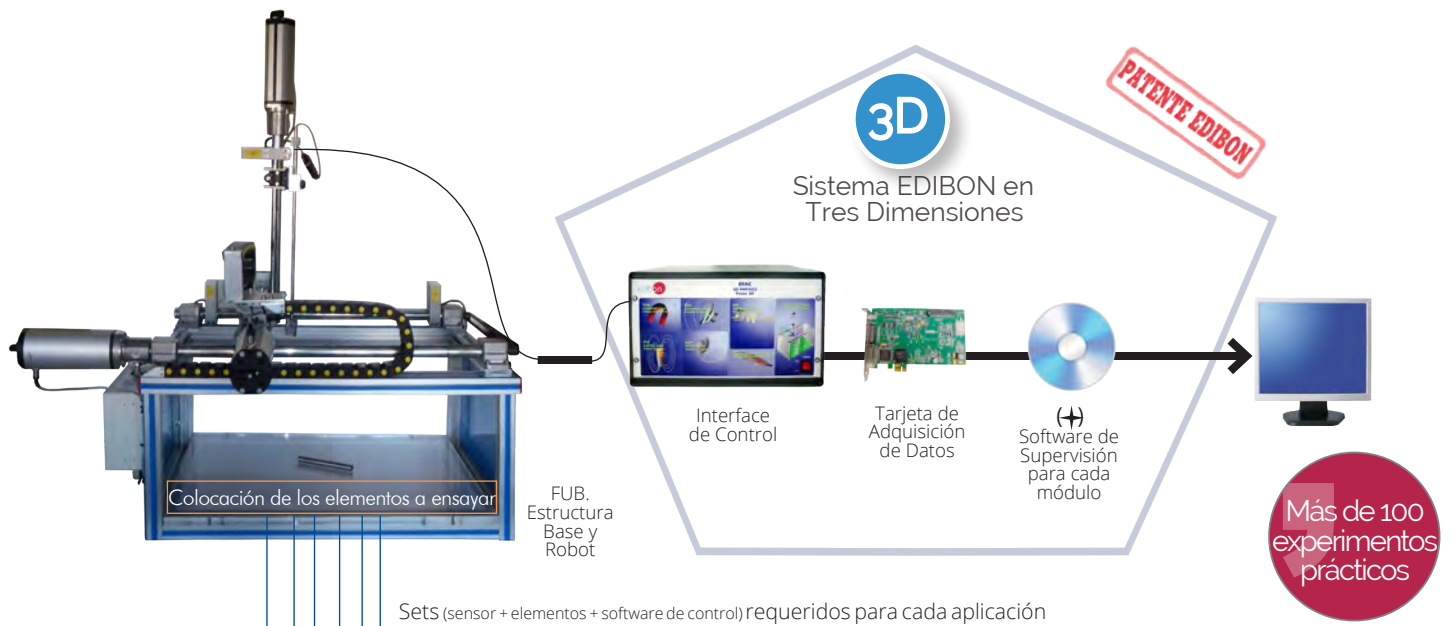 PATENTE EDIBON
3D
Sistema EDIBON en
Tres Dimensiones
Interface
de Control
Tarjeta de
Adquisición
de Datos
Software de
Supervisión
para cada
módulo
Colocación de los elementos a ensayar
FUB.
Estructura
Base y
Robot
Más de 100
experimentos
prácticos
Sets (sensor + elementos + software de control) requeridos para cada aplicación